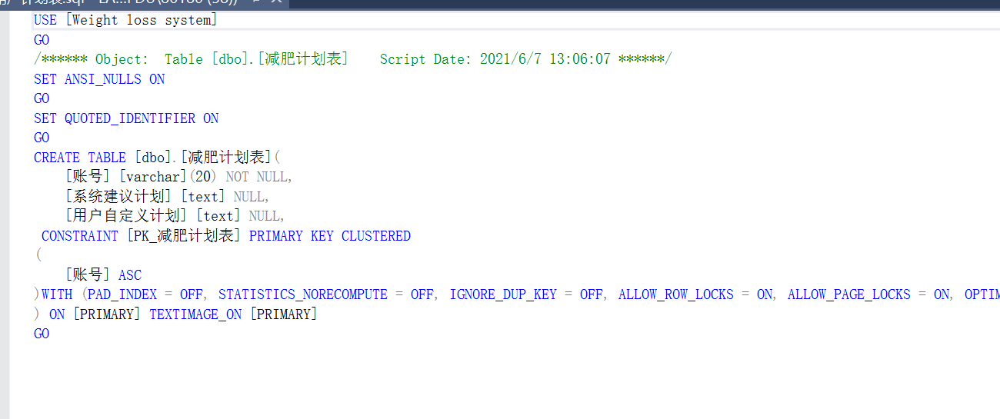 USE [Weight loss system]
GO
/****** Object:  Table [dbo].[减肥计划表]    Script Date: 2021/6/7 13:06:07 ******/
SET ANSI_NULLS ON
GO
SET QUOTED_IDENTIFIER ON
GO
CREATE TABLE [dbo].[减肥计划表](
    [账号] [varchar](20) NOT NULL,
    [系统建议计划] [text] NULL,
    [用户自定义计划] [text] NULL,
 CONSTRAINT [PK_减肥计划表] PRIMARY KEY CLUSTERED
(
    [账号] ASC
)WITH (PAD_INDEX = OFF, STATISTICS_NORECOMPUTE = OFF, IGNORE_DUP_KEY = OFF, ALLOW_ROW_LOCKS = ON, ALLOW_PAGE_LOCKS = ON, OPTIM
) ON [PRIMARY] TEXTIMAGE_ON [PRIMARY]
GO